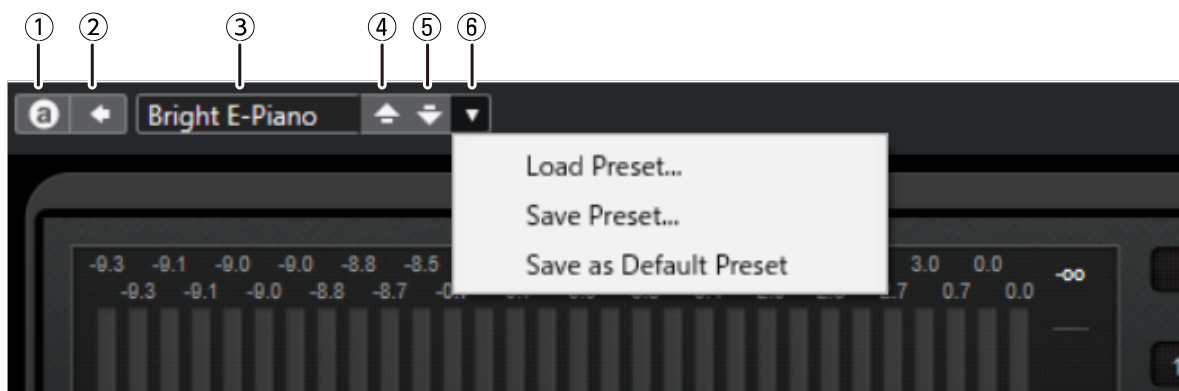 ① ② ③ ④ ⑤ ⑥
a Bright E-Piano
Load Preset...
Save Preset...
Save as Default Preset
-9.3 -9.1 -9.0 -9.0 -8.8 -8.5 3.0 0.0 -∞
-9.3 -9.1 -9.0 -8.8 -8.7 0.7 0.0